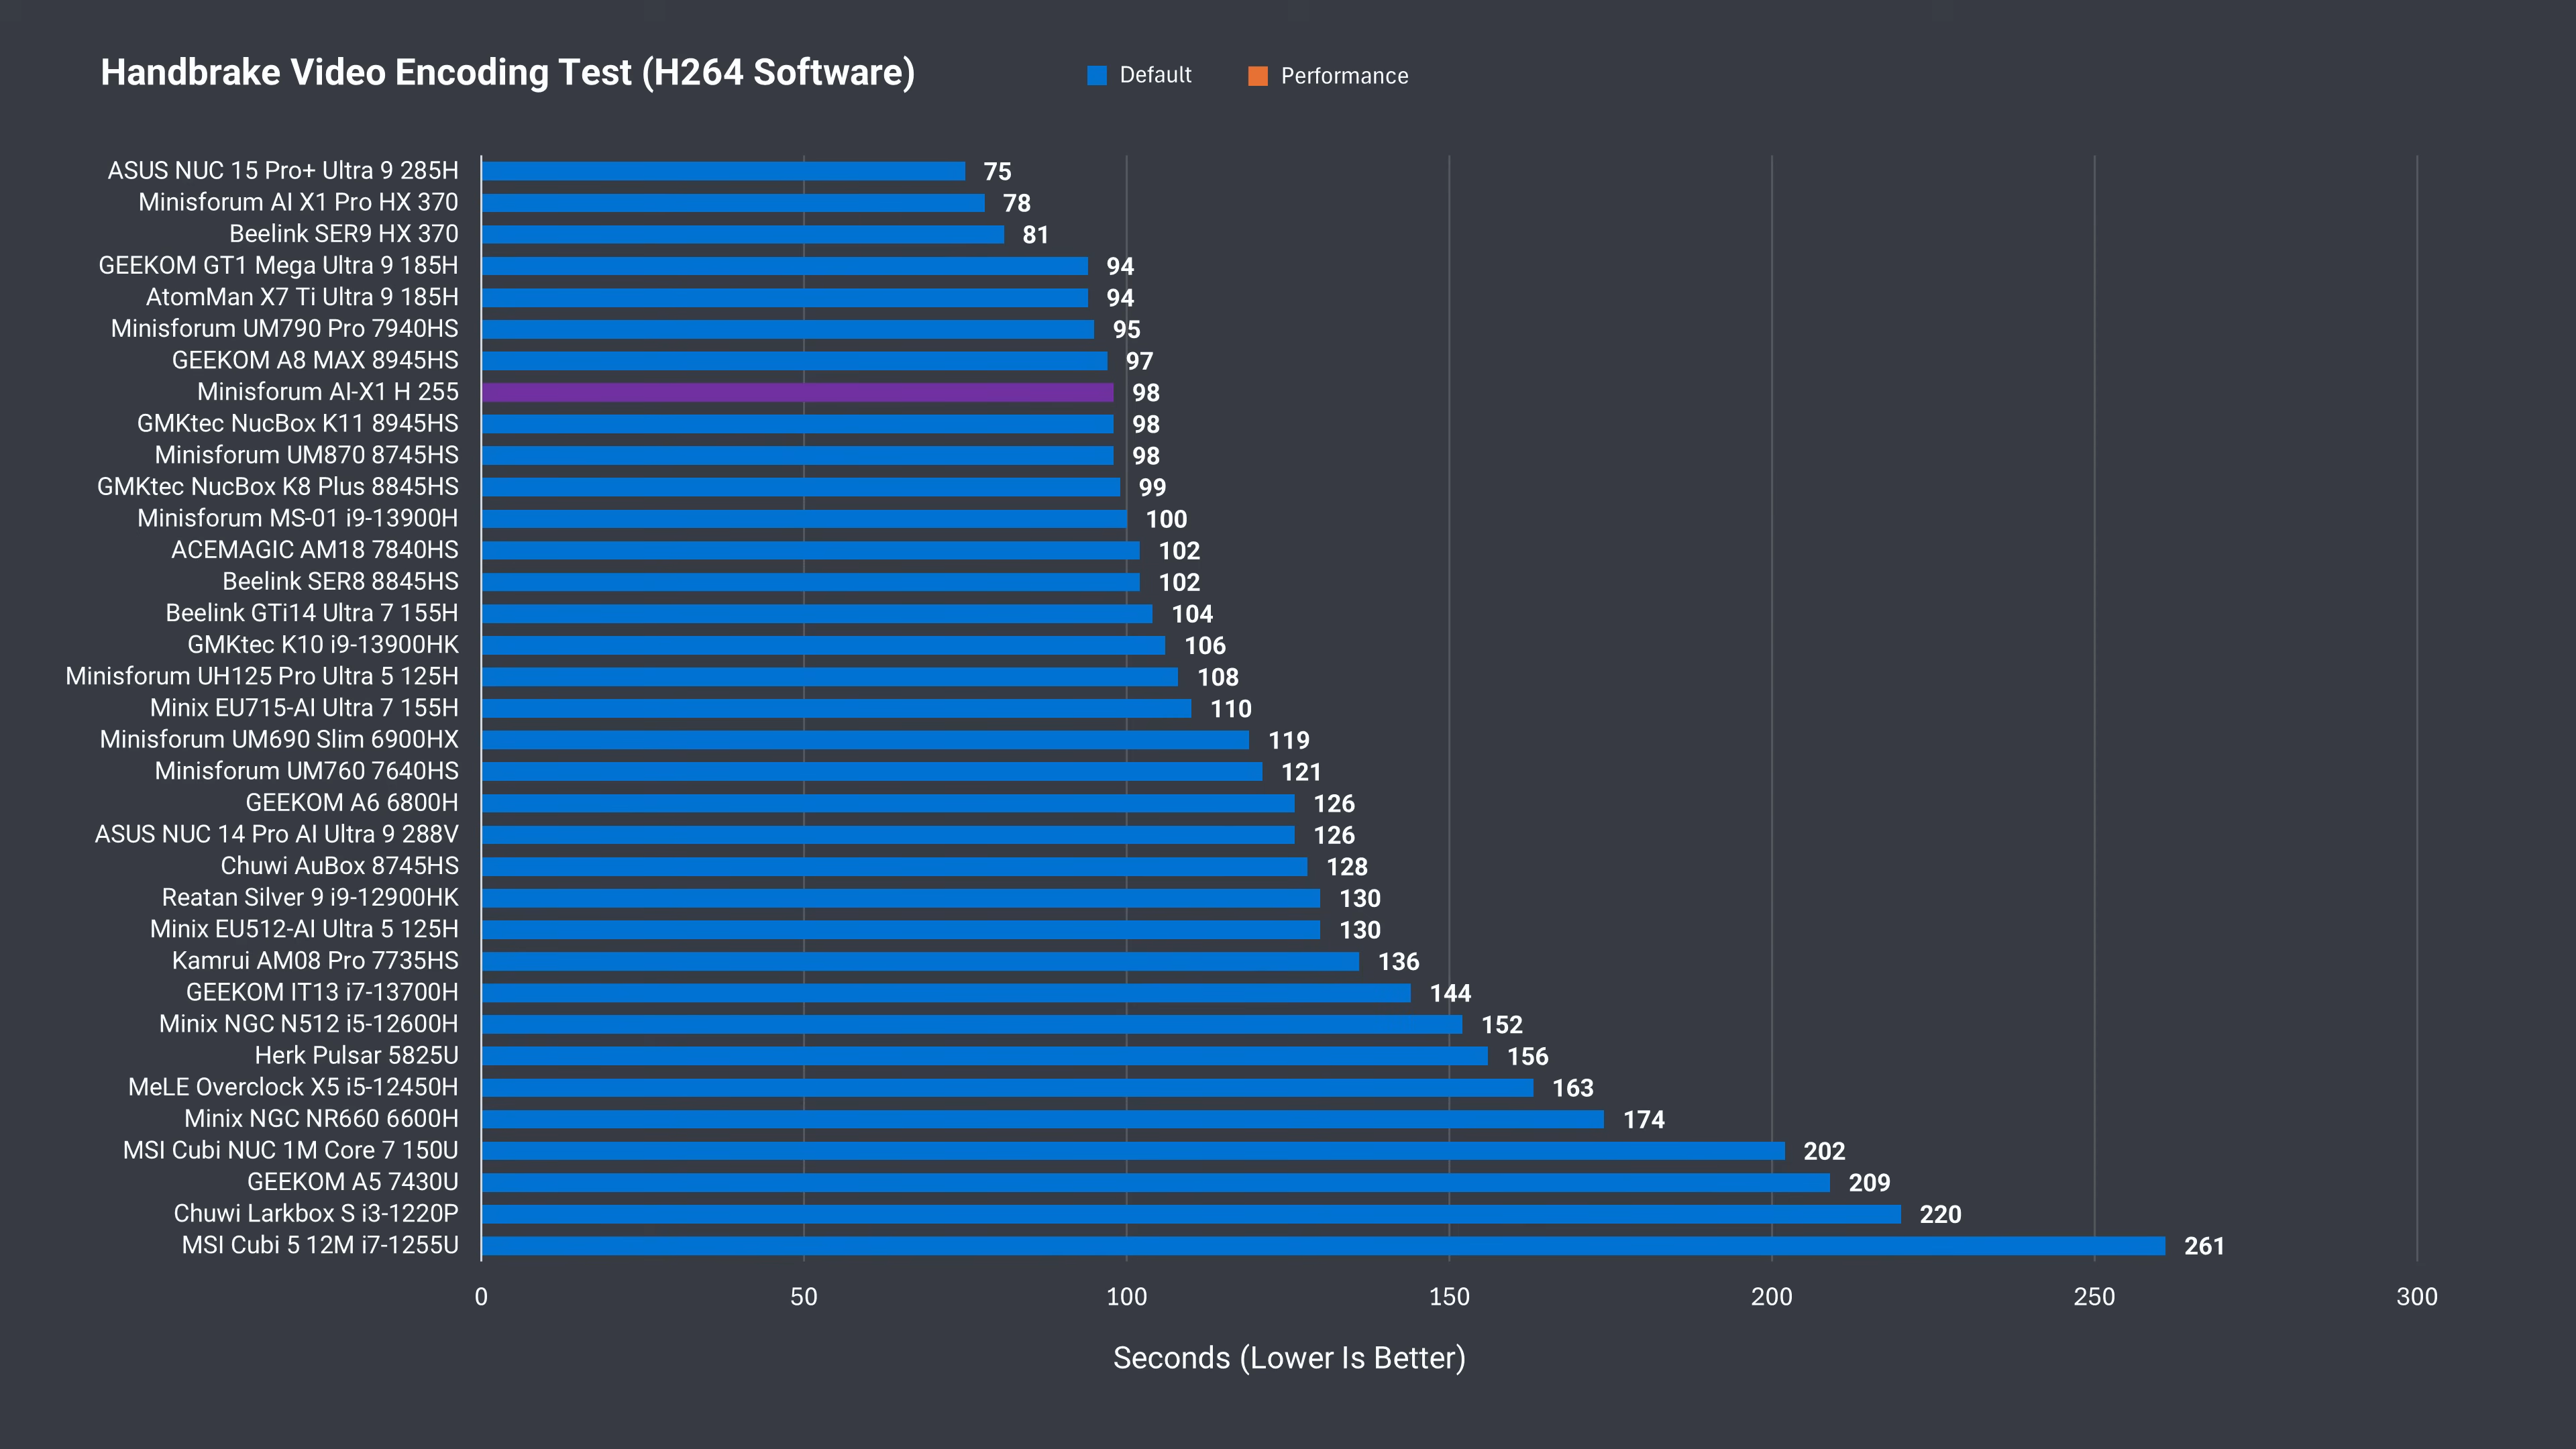 Handbrake Video Encoding Test (H264 Software)
Default
Performance
ASUS NUC 15 Pro+ Ultra 9 285H 75
Minisforum AI X1 Pro HX 370 78
Beelink SER9 HX 370 81
GEEKOM GT1 Mega Ultra 9 185H 94
AtomMan X7 Ti Ultra 9 185H 94
Minisforum UM790 Pro 7940HS 95
GEEKOM A8 MAX 8945HS 97
Minisforum AI-X1 H 255 98
GMKtec NucBox K11 8945HS 98
Minisforum UM870 8745HS 98
GMKtec NucBox K8 Plus 8845HS 99
Minisforum MS-01 i9-13900H 100
ACEMAGIC AM18 7840HS 102
Beelink SER8 8845HS 102
Beelink GTi14 Ultra 7 155H 104
GMKtec K10 i9-13900HK 106
Minisforum UH125 Pro Ultra 5 125H 108
Minix EU715-AI Ultra 7 155H 110
Minisforum UM690 Slim 6900HX 119
Minisforum UM760 7640HS 121
GEEKOM A6 6800H 126
ASUS NUC 14 Pro AI Ultra 9 288V 126
Chuwi AuBox 8745HS 128
Reatan Silver 9 i9-12900HK 130
Minix EU512-AI Ultra 5 125H 130
Kamrui AM08 Pro 7735HS 136
GEEKOM IT13 i7-13700H 144
Minix NGC N512 i5-12600H 152
Herk Pulsar 5825U 156
MeLE Overclock X5 i5-12450H 163
Minix NGC NR660 6600H 174
MSI Cubi NUC 1M Core 7 150U 202
GEEKOM A5 7430U 209
Chuwi Larkbox S i3-1220P 220
MSI Cubi 5 12M i7-1255U 261
0 50 100 150 200 250 300
Seconds (Lower Is Better)